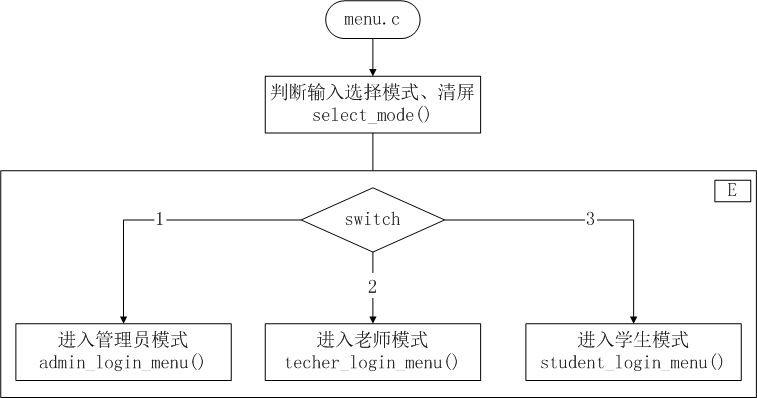 menu.c
判断输入选择模式、清屏
select_mode()
E
switch
1
3
2
进入管理员模式
admin_login_menu()
进入老师模式
techer_login_menu()
进入学生模式
student_login_menu()